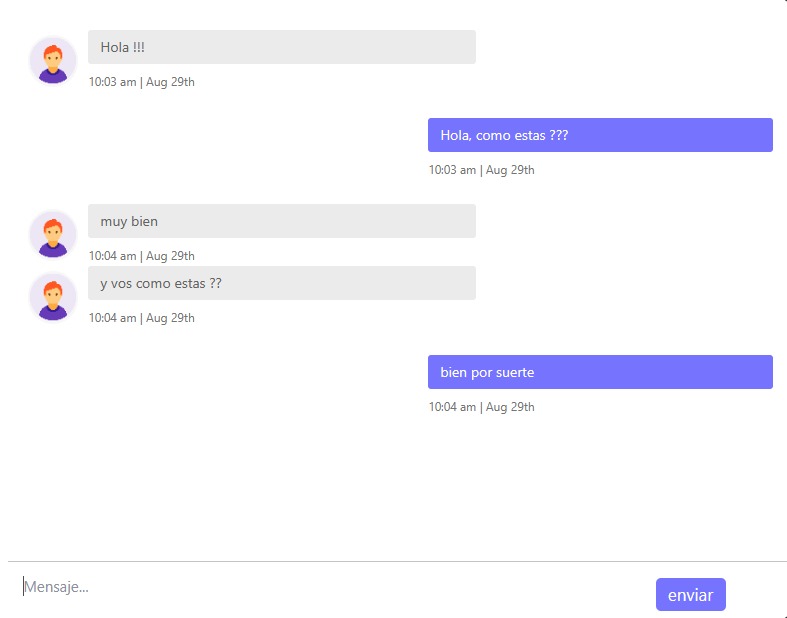 Hola !!!
10:03 am | Aug 29th
Hola, como estas ???
10:03 am | Aug 29th
muy bien
10:04 am | Aug 29th
y vos como estas ??
10:04 am | Aug 29th
bien por suerte
10:04 am | Aug 29th
Mensaje...
enviar